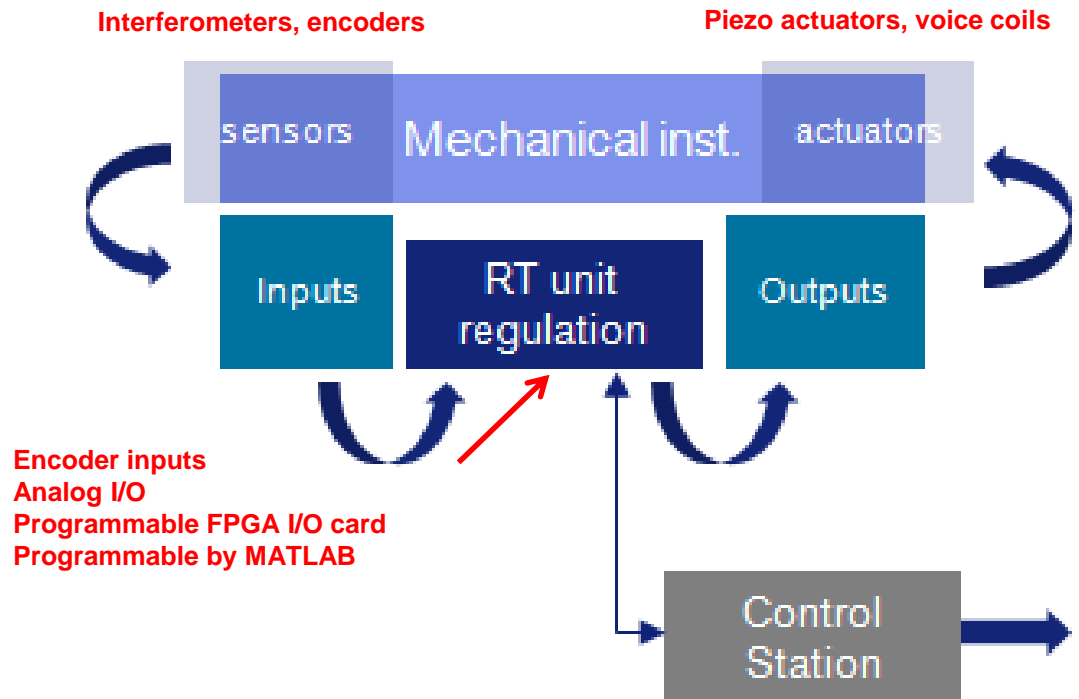 Interferometers, encoders
Piezo actuators, voice coils
sensors
Mechanical inst.
actuators
Inputs
RT unit
regulation
Outputs
Encoder inputs
Analog I/O
Programmable FPGA I/O card
Programmable by MATLAB
Control
Station